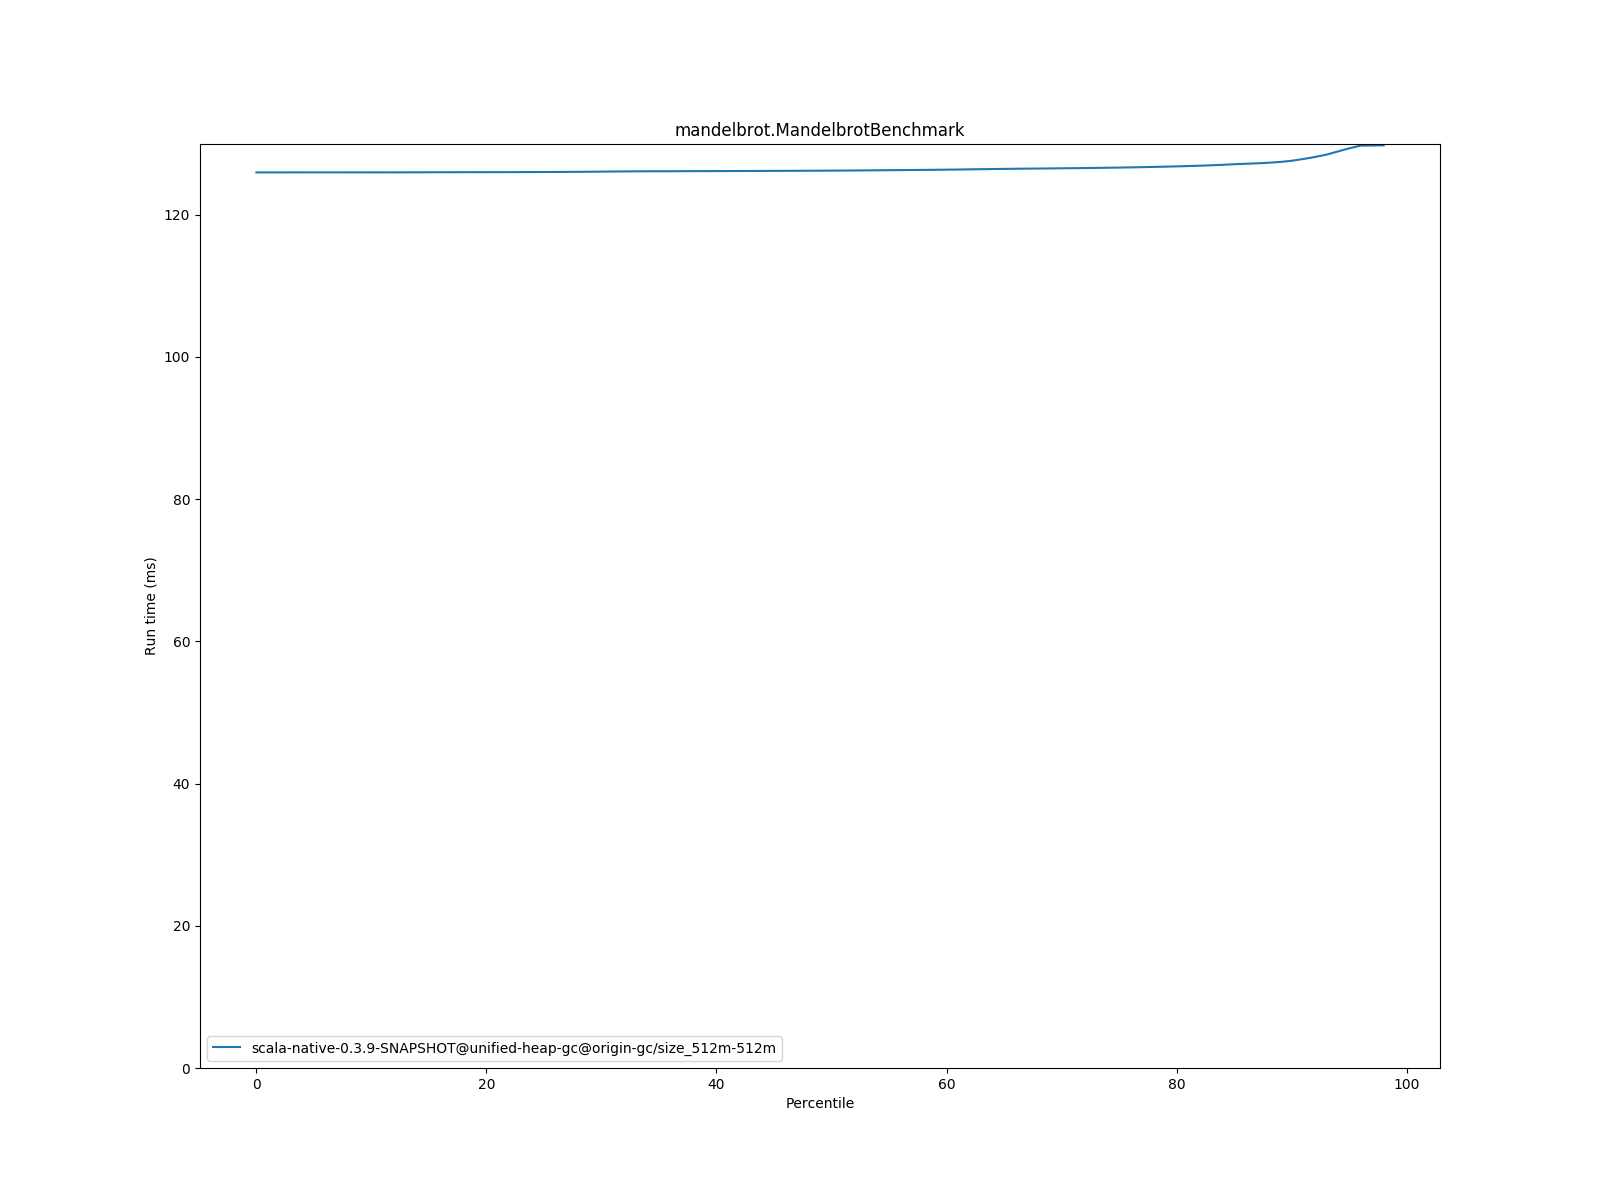 mandelbrot.MandelbrotBenchmark
120
100
80
60
40
20
0
Run time (ms)
scala-native-0.3.9-SNAPSHOT@unified-heap-gc@origin-gc/size_512m-512m
0 20 40 60 80 100
Percentile